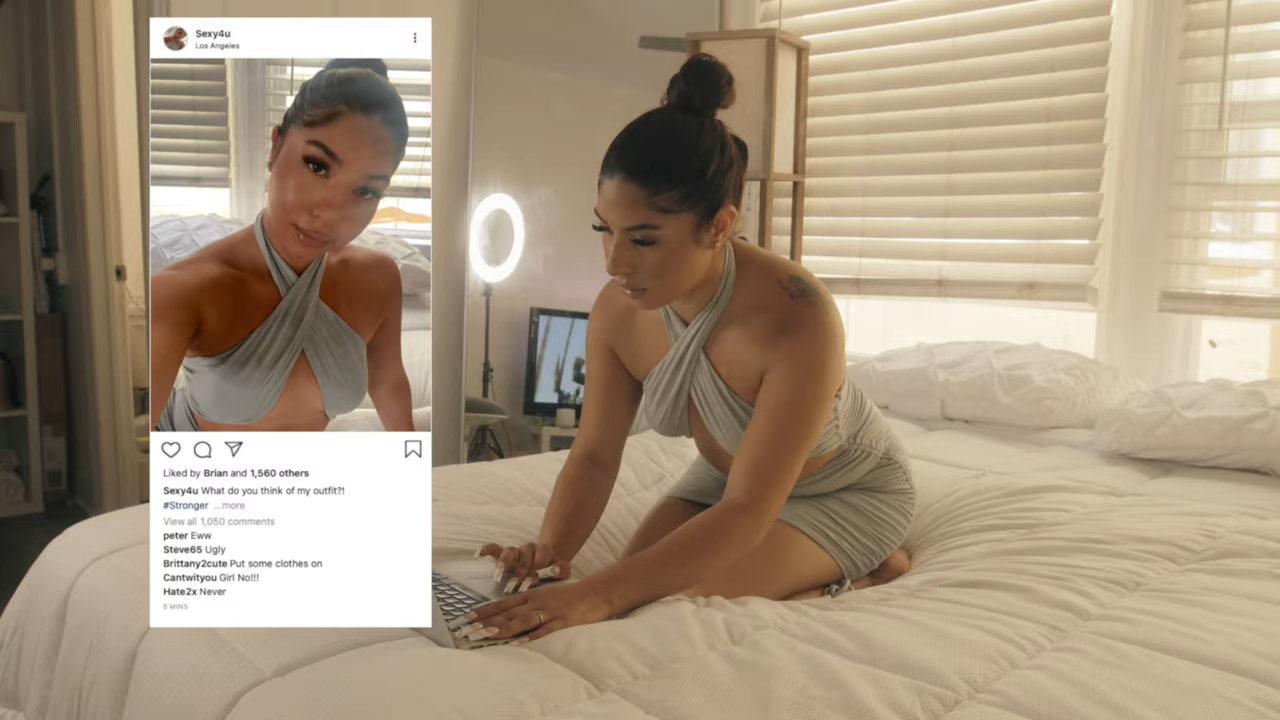 Sexy4u
Los Angeles
Liked by Brian and 1,560 others
Sexy4u What do you think of my outfit?!
#Stronger ...more
View all 1,050 comments
peter Eww
Steve65 Ugly
Brittany2cute Put some clothes on
Cantwityou Girl No!!!
Hate2x Never
5 MINS